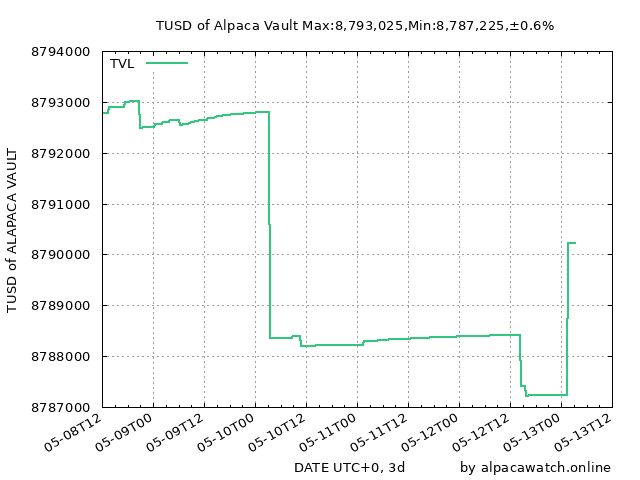 TUSD of Alpaca Vault Max:8,793,025,Min:8,787,225,±0.6%
TVL
8794000
8793000
8792000
8791000
8790000
8789000
8788000
8787000
TUSD of ALAPACA VAULT
05-08T12
05-09T00
05-09T12
05-10T00
05-10T12
05-11T00
05-11T12
05-12T00
05-12T12
05-13T00
05-13T12
DATE UTC+0, 3d
by alpacawatch.online